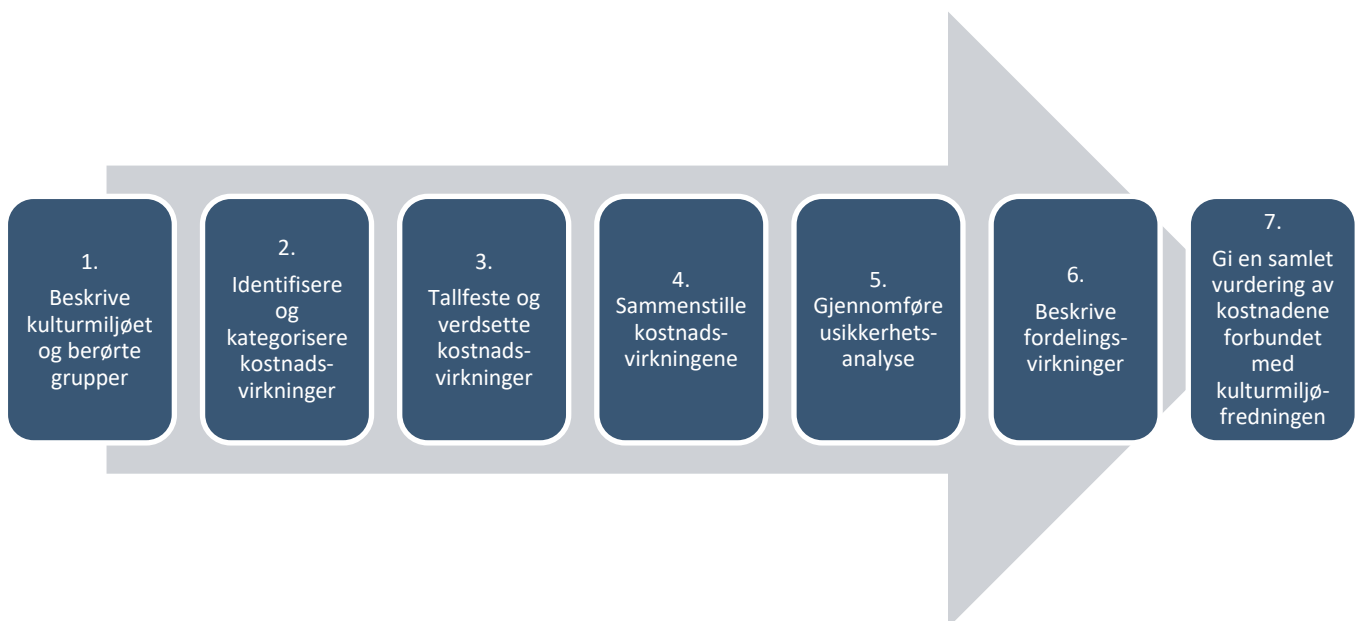 1.
Beskrive
kulturmiljøet
og berørte
grupper
2.
Identifisere
og
kategorisere
kostnads-
virkninger
3.
Tallfeste og
verdsette
kostnads-
virkninger
4.
Sammenstille
kostnads-
virkningene
5.
Gjennomføre
usikkerhets-
analyse
6.
Beskrive
fordelings-
virkninger
7.
Gi en samlet
vurdering av
kostnadene
forbundet
med
kulturmiljø-
fredningen